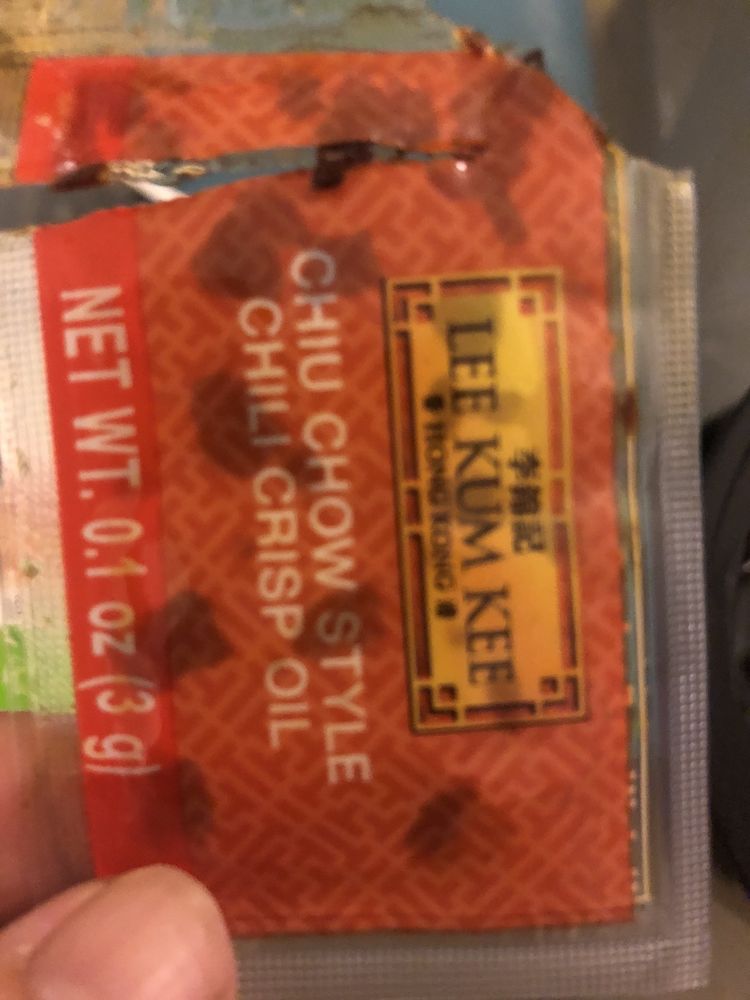 李錦記
LEE KUM KEE
HONG KONG
CHIU CHOW STYLE
CHILI CRISP OIL
NET WT. 0.1 oz (3 g)